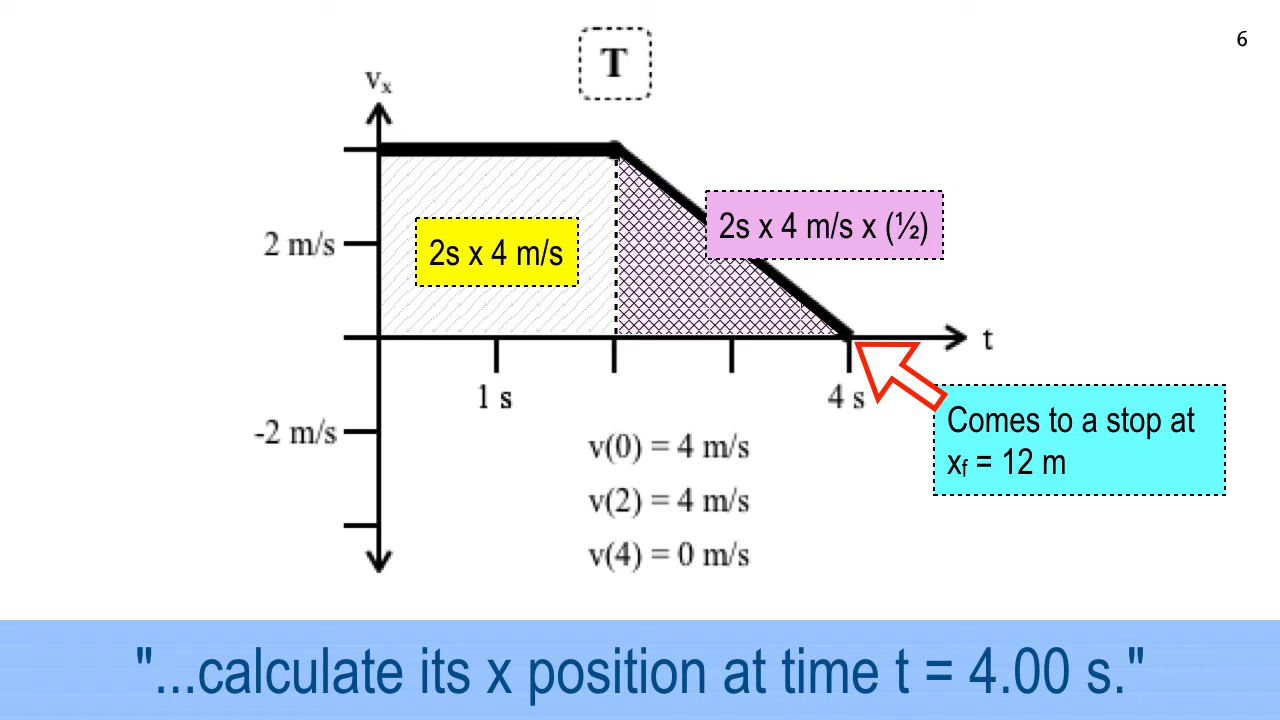 6
T
vₓ
2s x 4 m/s x (½)
2 m/s
2s x 4 m/s
t
1 s
4 s
Comes to a stop at
x_f = 12 m
-2 m/s
v(0) = 4 m/s
v(2) = 4 m/s
v(4) = 0 m/s
"...calculate its x position at time t = 4.00 s."